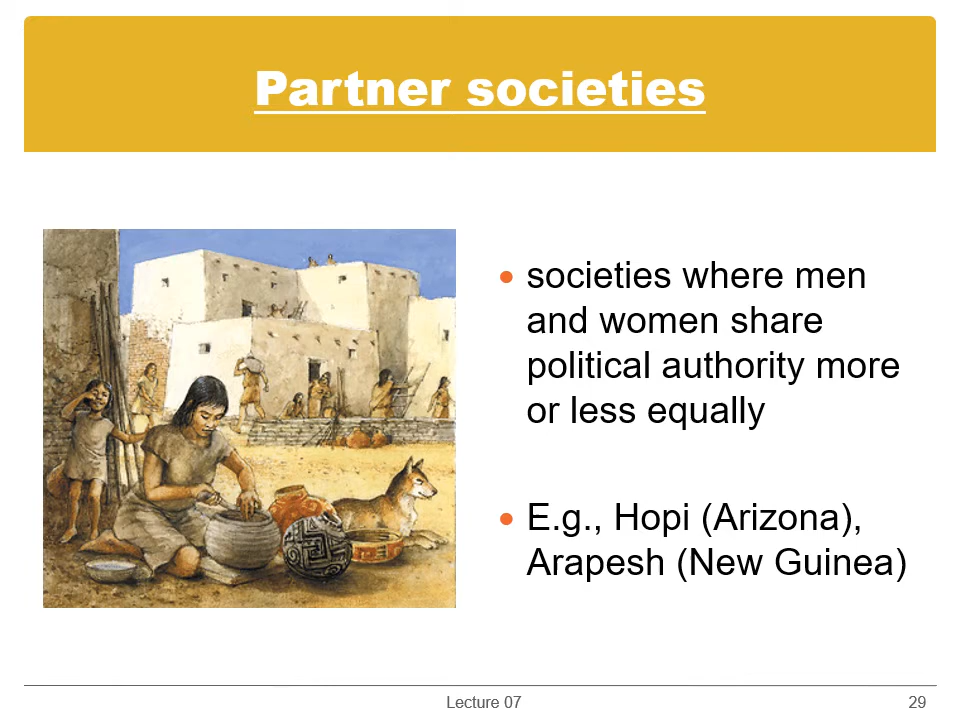 Partner societies
• societies where men
and women share
political authority more
or less equally
• E.g., Hopi (Arizona),
Arapesh (New Guinea)
Lecture 07
29